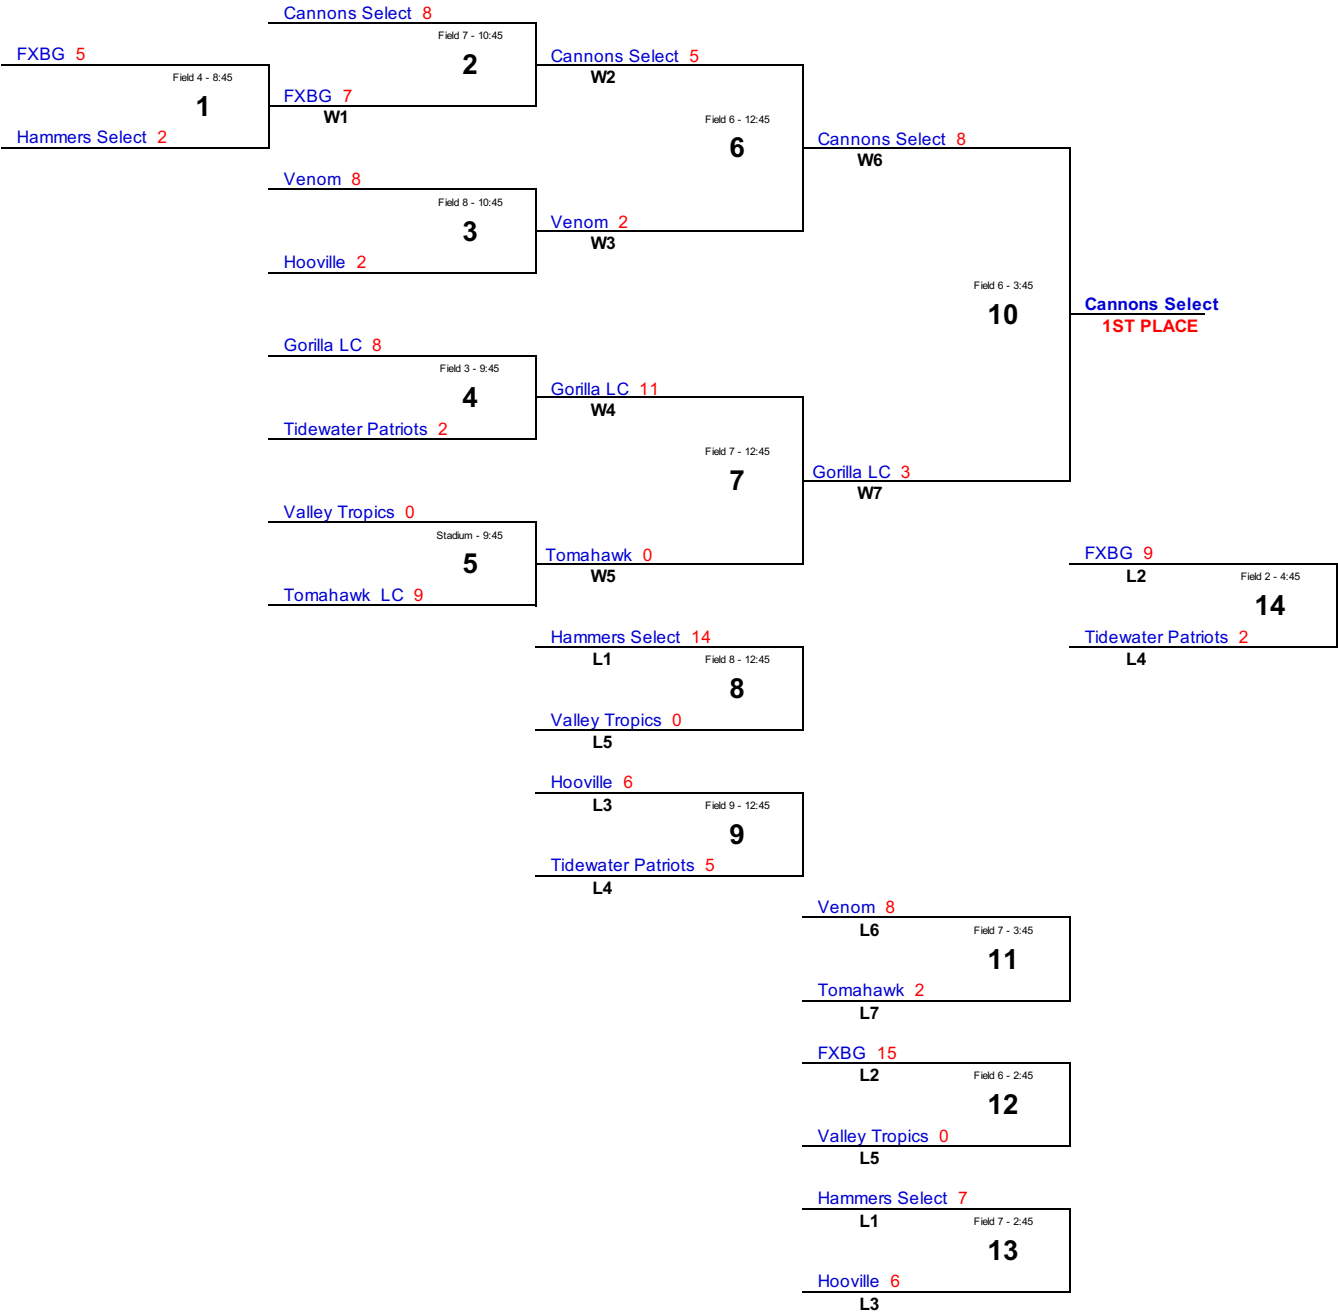 Cannons Select 8
Field 7 - 10:45
2
FXBG 5
Field 4 - 8:45
1
Hammers Select 2
FXBG 7
W1
Cannons Select 5
W2
Field 6 - 12:45
6
Venom 8
Field 8 - 10:45
3
Hooville 2
Venom 2
W3
Cannons Select 8
W6
Field 6 - 3:45
10
Cannons Select
1ST PLACE
Gorilla LC 8
Field 3 - 9:45
4
Tidewater Patriots 2
Gorilla LC 11
W4
Field 7 - 12:45
7
Gorilla LC 3
W7
Valley Tropics 0
Stadium - 9:45
5
Tomahawk LC 9
Tomahawk 0
W5
FXBG 9
L2
Field 2 - 4:45
14
Tidewater Patriots 2
L4
Hammers Select 14
L1
Field 8 - 12:45
8
Valley Tropics 0
L5
Hooville 6
L3
Field 9 - 12:45
9
Tidewater Patriots 5
L4
Venom 8
L6
Field 7 - 3:45
11
Tomahawk 2
L7
FXBG 15
L2
Field 6 - 2:45
12
Valley Tropics 0
L5
Hammers Select 7
L1
Field 7 - 2:45
13
Hooville 6
L3